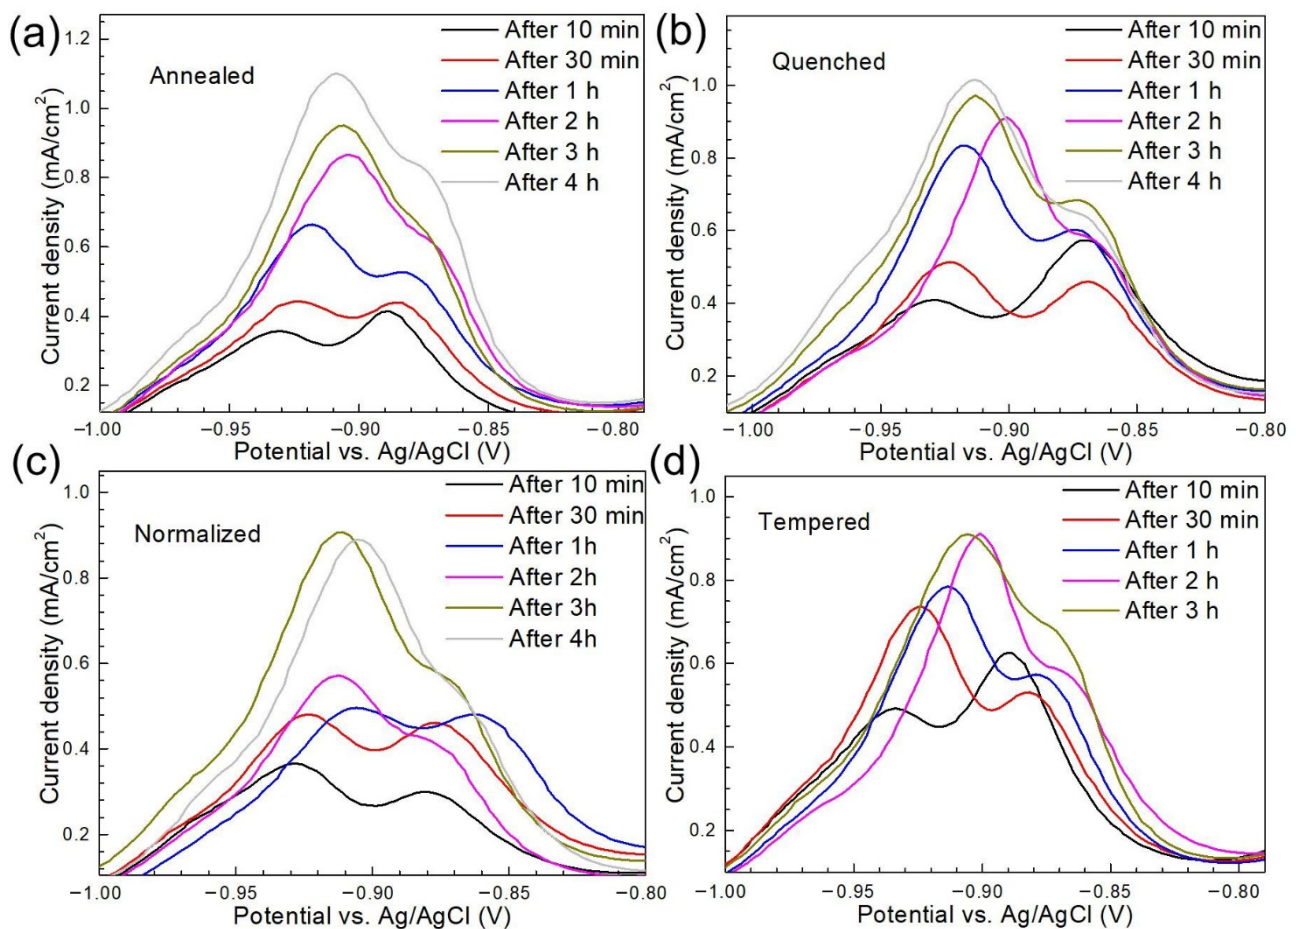 (a)
Annealed
After 10 min
After 30 min
After 1 h
After 2 h
After 3 h
After 4 h
1.2
1.0
0.8
0.6
0.4
0.2
Current density (mA/cm²)
−1.00
−0.95
−0.90
−0.85
−0.80
Potential vs. Ag/AgCl (V)
(b)
Quenched
After 10 min
After 30 min
After 1 h
After 2 h
After 3 h
After 4 h
1.0
0.8
0.6
0.4
0.2
Current density (mA/cm²)
−1.00
−0.95
−0.90
−0.85
−0.80
Potential vs. Ag/AgCl (V)
(c)
Normalized
After 10 min
After 30 min
After 1h
After 2h
After 3h
After 4h
1.0
0.8
0.6
0.4
0.2
Current density (mA/cm²)
−1.00
−0.95
−0.90
−0.85
−0.80
Potential vs. Ag/AgCl (V)
(d)
Tempered
After 10 min
After 30 min
After 1 h
After 2 h
After 3 h
1.0
0.8
0.6
0.4
0.2
Current density (mA/cm²)
−1.00
−0.95
−0.90
−0.85
−0.80
Potential vs. Ag/AgCl (V)